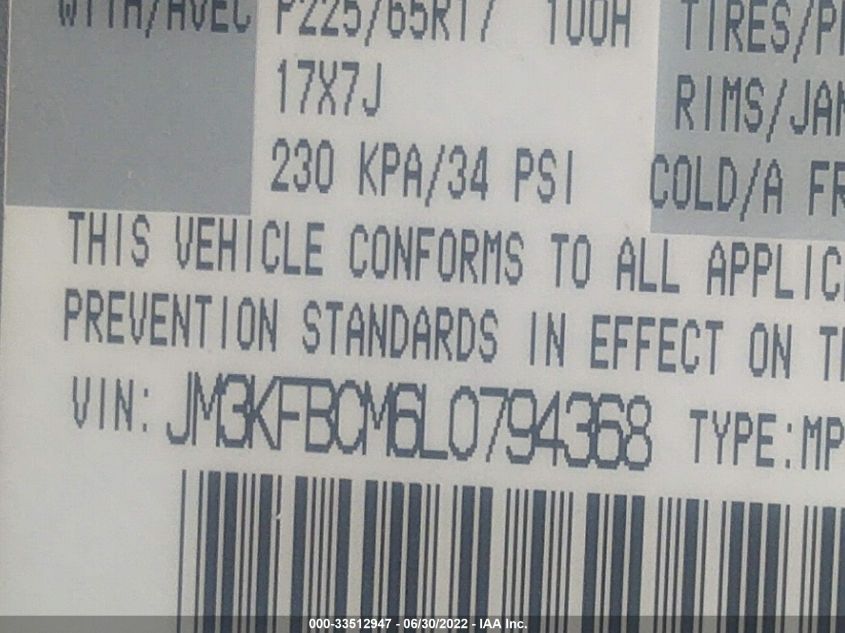 WITH/AVEC P225/65R17 100H TIRES/P
17X7J RIMS/JAN
230 KPA/34 PSI COLD/A FR
THIS VEHICLE CONFORMS TO ALL APPLIC
PREVENTION STANDARDS IN EFFECT ON T
VIN: JM3KFBCM6L0794368 TYPE:MP
000-33512947 - 06/30/2022 - IAA Inc.